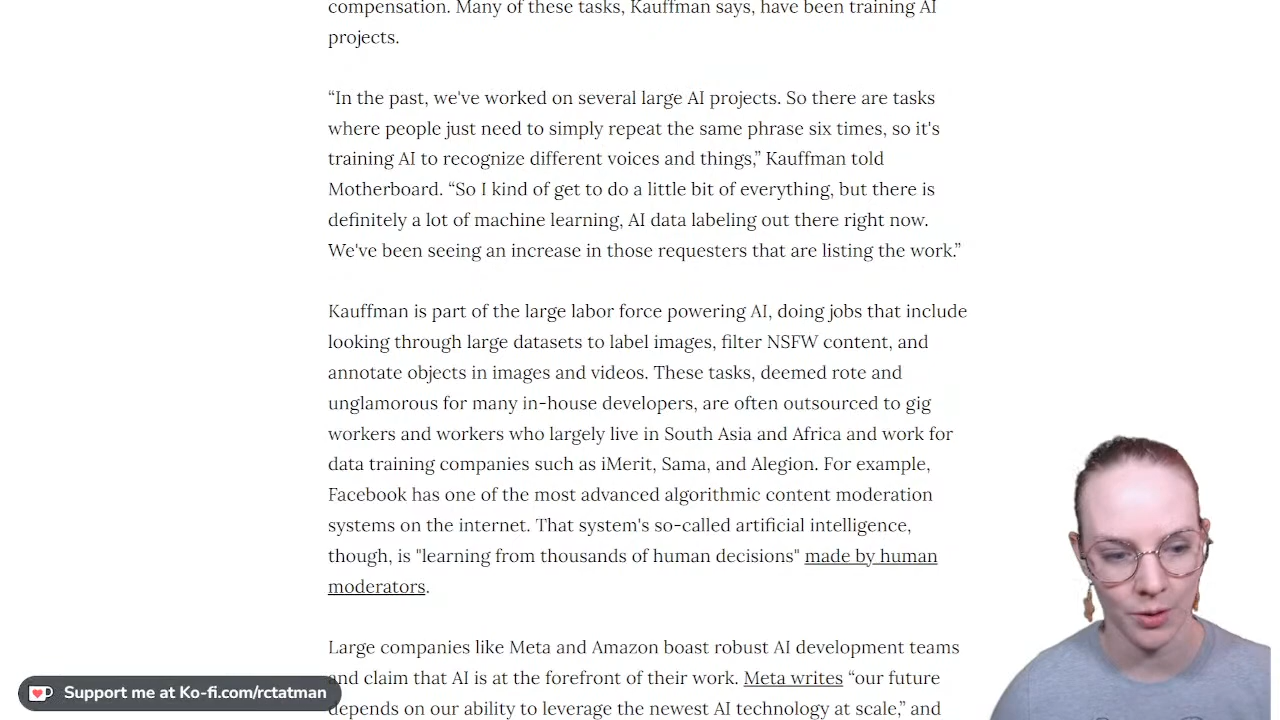 compensation. Many of these tasks, Kauffman says, have been training AI
projects.
“In the past, we've worked on several large AI projects. So there are tasks
where people just need to simply repeat the same phrase six times, so it's
training AI to recognize different voices and things,” Kauffman told
Motherboard. “So I kind of get to do a little bit of everything, but there is
definitely a lot of machine learning, AI data labeling out there right now.
We've been seeing an increase in those requesters that are listing the work.”
Kauffman is part of the large labor force powering AI, doing jobs that include
looking through large datasets to label images, filter NSFW content, and
annotate objects in images and videos. These tasks, deemed rote and
unglamorous for many in-house developers, are often outsourced to gig
workers and workers who largely live in South Asia and Africa and work for
data training companies such as iMerit, Sama, and Alegion. For example,
Facebook has one of the most advanced algorithmic content moderation
systems on the internet. That system's so-called artificial intelligence,
though, is "learning from thousands of human decisions" made by human
moderators.
Large companies like Meta and Amazon boast robust AI development teams
and claim that AI is at the forefront of their work. Meta writes “our future
depends on our ability to leverage the newest AI technology at scale,” and
Support me at Ko-fi.com/rctatman